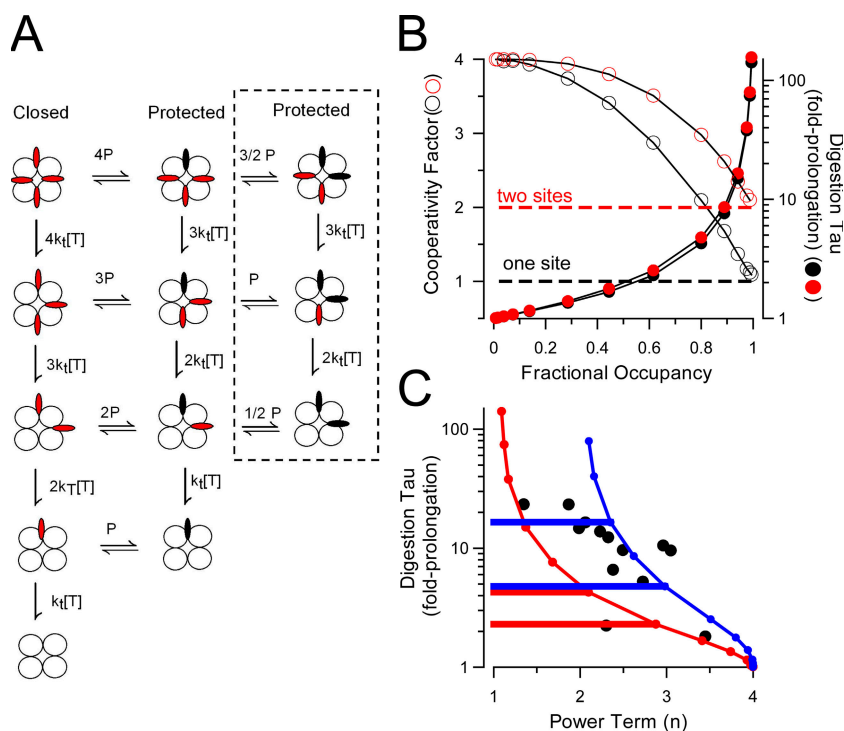 A
Closed
Protected
Protected
4P
3/2 P
4kt[T]
3kt[T]
3kt[T]
3P
P
3kt[T]
2kt[T]
2kt[T]
2P
1/2 P
2kT[T]
kt[T]
P
kt[T]
B
Cooperativity Factor ( )
4
3
2
1
two sites
one site
0
0.2
0.4
0.6
0.8
1
Fractional Occupancy
100
10
1
Digestion Tau
(fold-prolongation) ( )
C
Digestion Tau
(fold-prolongation)
100
10
1
1
2
3
4
Power Term (n)